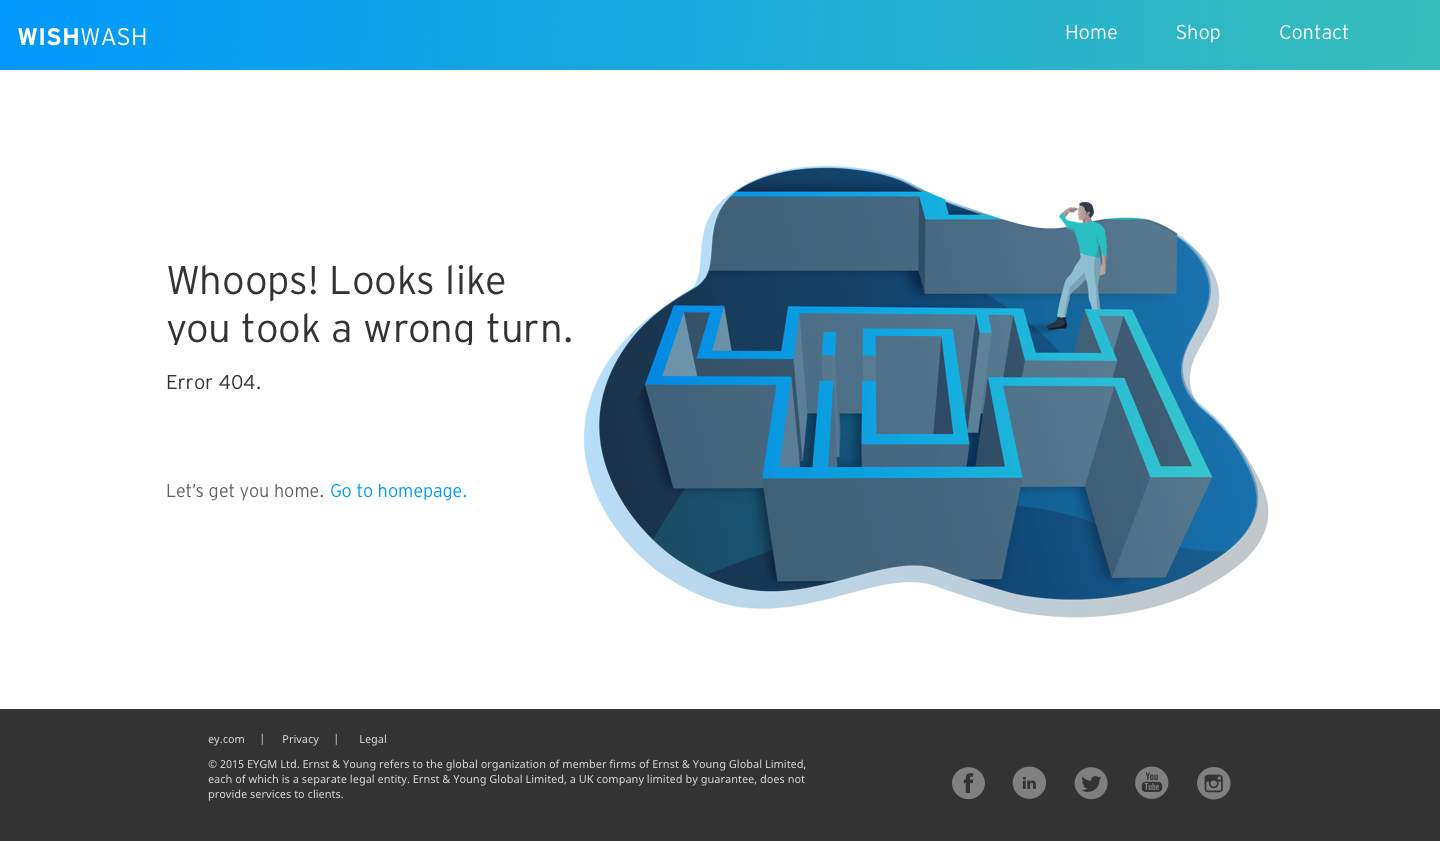 WISHWASH
Home
Shop
Contact
Whoops! Looks like
you took a wrong turn.
Error 404.
Let’s get you home. Go to homepage.
404
ey.com | Privacy | Legal
© 2015 EYGM Ltd. Ernst & Young refers to the global organization of member firms of Ernst & Young Global Limited,
each of which is a separate legal entity. Ernst & Young Global Limited, a UK company limited by guarantee, does not
provide services to clients.
f
in
You
Tube